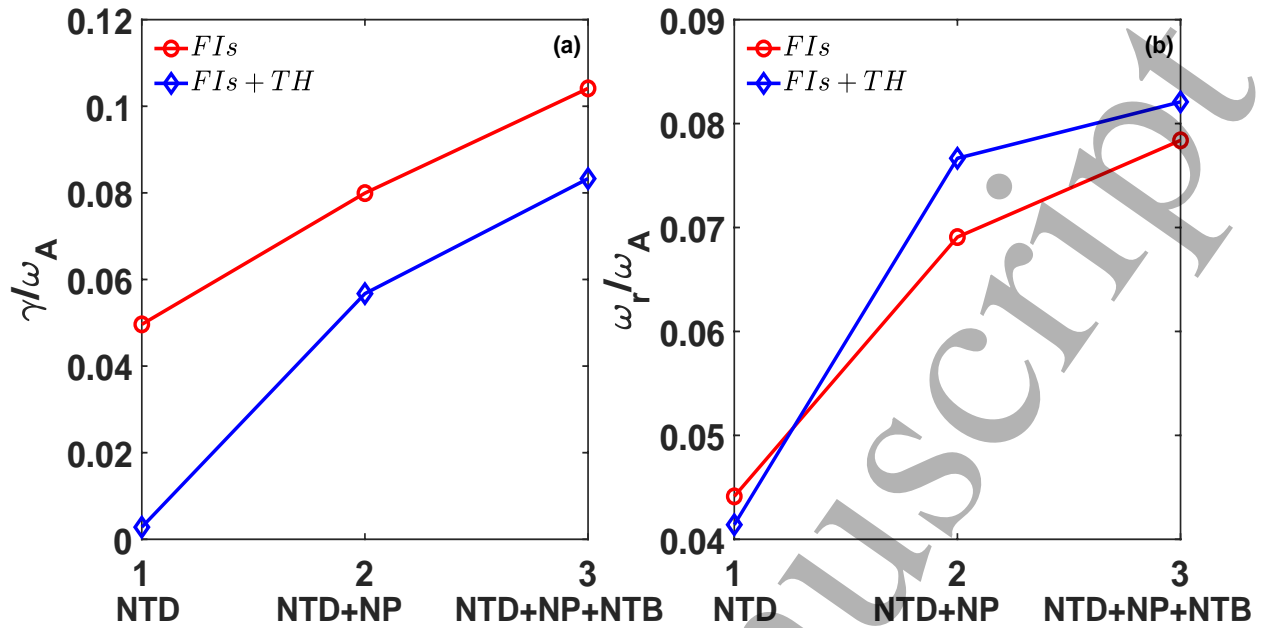 (a)
FIs
FIs + TH
0.12
0.1
0.08
0.06
0.04
0.02
0
γ/ω_A
1 2 3
NTD NTD+NP NTD+NP+NTB
(b)
FIs
FIs + TH
0.09
0.08
0.07
0.06
0.05
0.04
ω_r/ω_A
1 2 3
NTD NTD+NP NTD+NP+NTB
uscript